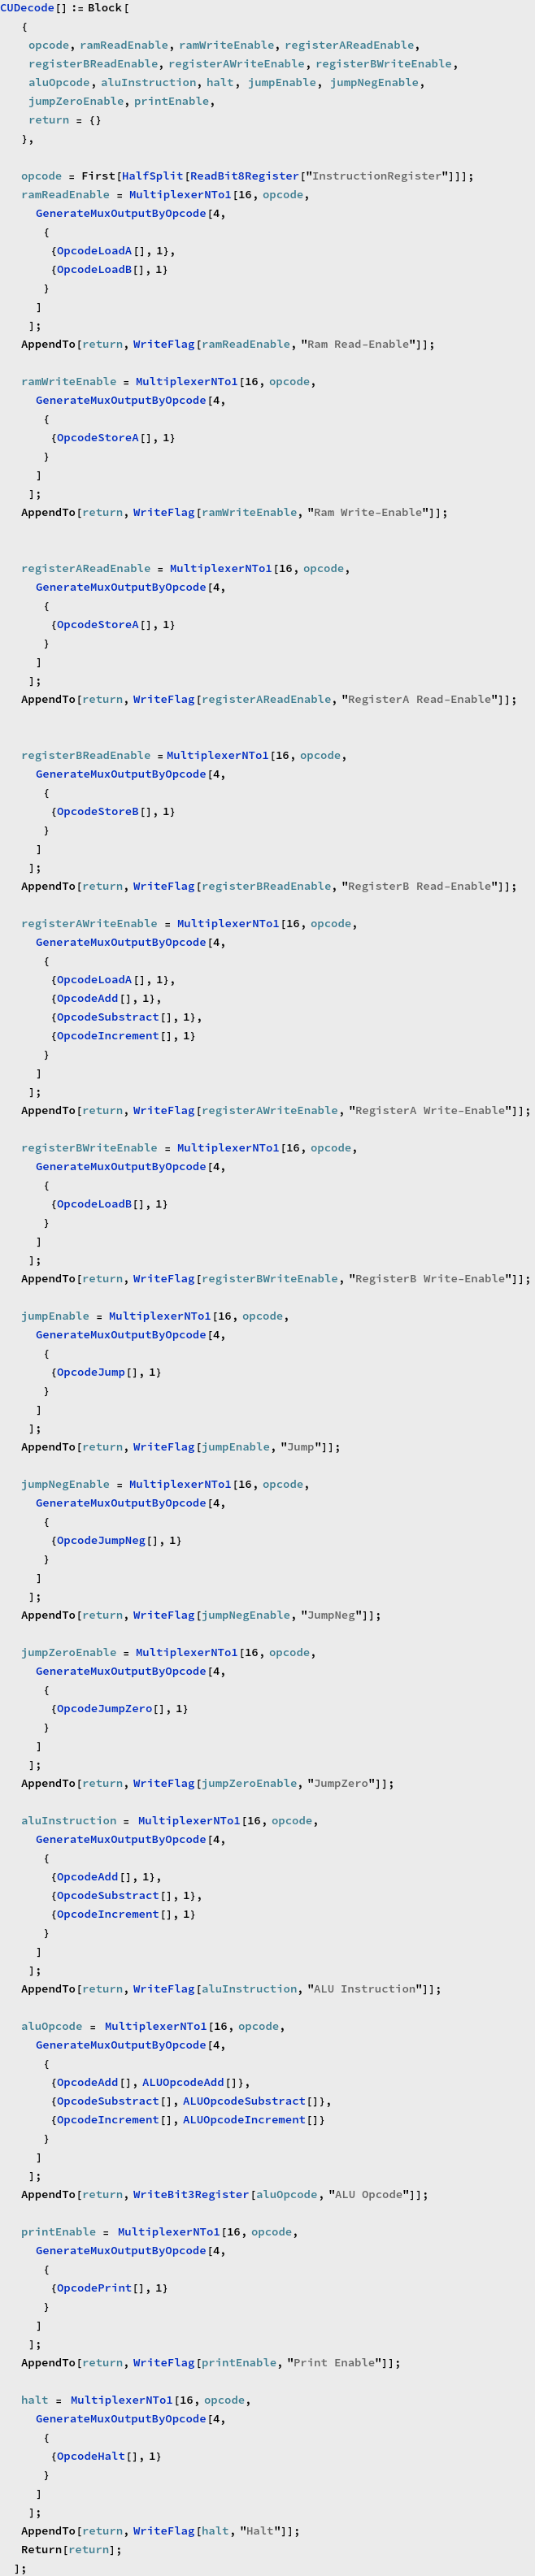 CUDecode[] := Block[
{
opcode, ramReadEnable, ramWriteEnable, registerAReadEnable,
registerBReadEnable, registerAWriteEnable, registerBWriteEnable,
aluOpcode, aluInstruction, halt, jumpEnable, jumpNegEnable,
jumpZeroEnable, printEnable,
return = {}
},
opcode = First[HalfSplit[ReadBit8Register["InstructionRegister"]]];
ramReadEnable = MultiplexerNTo1[16, opcode,
GenerateMuxOutputByOpcode[4,
{
{OpcodeLoadA[], 1},
{OpcodeLoadB[], 1}
}
]
];
AppendTo[return, WriteFlag[ramReadEnable, "Ram Read-Enable"]];
ramWriteEnable = MultiplexerNTo1[16, opcode,
GenerateMuxOutputByOpcode[4,
{
{OpcodeStoreA[], 1}
}
]
];
AppendTo[return, WriteFlag[ramWriteEnable, "Ram Write-Enable"]];
registerAReadEnable = MultiplexerNTo1[16, opcode,
GenerateMuxOutputByOpcode[4,
{
{OpcodeStoreA[], 1}
}
]
];
AppendTo[return, WriteFlag[registerAReadEnable, "RegisterA Read-Enable"]];
registerBReadEnable = MultiplexerNTo1[16, opcode,
GenerateMuxOutputByOpcode[4,
{
{OpcodeStoreB[], 1}
}
]
];
AppendTo[return, WriteFlag[registerBReadEnable, "RegisterB Read-Enable"]];
registerAWriteEnable = MultiplexerNTo1[16, opcode,
GenerateMuxOutputByOpcode[4,
{
{OpcodeLoadA[], 1},
{OpcodeAdd[], 1},
{OpcodeSubstract[], 1},
{OpcodeIncrement[], 1}
}
]
];
AppendTo[return, WriteFlag[registerAWriteEnable, "RegisterA Write-Enable"]];
registerBWriteEnable = MultiplexerNTo1[16, opcode,
GenerateMuxOutputByOpcode[4,
{
{OpcodeLoadB[], 1}
}
]
];
AppendTo[return, WriteFlag[registerBWriteEnable, "RegisterB Write-Enable"]];
jumpEnable = MultiplexerNTo1[16, opcode,
GenerateMuxOutputByOpcode[4,
{
{OpcodeJump[], 1}
}
]
];
AppendTo[return, WriteFlag[jumpEnable, "Jump"]];
jumpNegEnable = MultiplexerNTo1[16, opcode,
GenerateMuxOutputByOpcode[4,
{
{OpcodeJumpNeg[], 1}
}
]
];
AppendTo[return, WriteFlag[jumpNegEnable, "JumpNeg"]];
jumpZeroEnable = MultiplexerNTo1[16, opcode,
GenerateMuxOutputByOpcode[4,
{
{OpcodeJumpZero[], 1}
}
]
];
AppendTo[return, WriteFlag[jumpZeroEnable, "JumpZero"]];
aluInstruction = MultiplexerNTo1[16, opcode,
GenerateMuxOutputByOpcode[4,
{
{OpcodeAdd[], 1},
{OpcodeSubstract[], 1},
{OpcodeIncrement[], 1}
}
]
];
AppendTo[return, WriteFlag[aluInstruction, "ALU Instruction"]];
aluOpcode = MultiplexerNTo1[16, opcode,
GenerateMuxOutputByOpcode[4,
{
{OpcodeAdd[], ALUOpcodeAdd[]},
{OpcodeSubstract[], ALUOpcodeSubstract[]},
{OpcodeIncrement[], ALUOpcodeIncrement[]}
}
]
];
AppendTo[return, WriteBit3Register[aluOpcode, "ALU Opcode"]];
printEnable = MultiplexerNTo1[16, opcode,
GenerateMuxOutputByOpcode[4,
{
{OpcodePrint[], 1}
}
]
];
AppendTo[return, WriteFlag[printEnable, "Print Enable"]];
halt = MultiplexerNTo1[16, opcode,
GenerateMuxOutputByOpcode[4,
{
{OpcodeHalt[], 1}
}
]
];
AppendTo[return, WriteFlag[halt, "Halt"]];
Return[return];
];